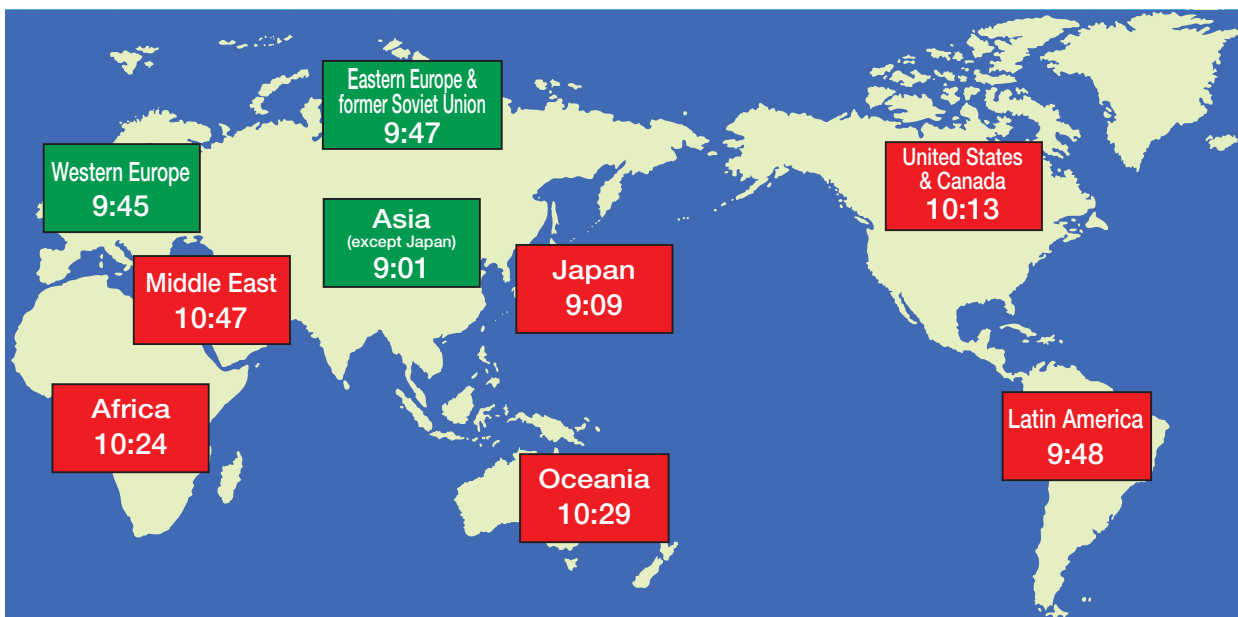 Eastern Europe &
former Soviet Union
9:47
Western Europe
9:45
United States
& Canada
10:13
Asia
(except Japan)
9:01
Japan
9:09
Middle East
10:47
Africa
10:24
Latin America
9:48
Oceania
10:29